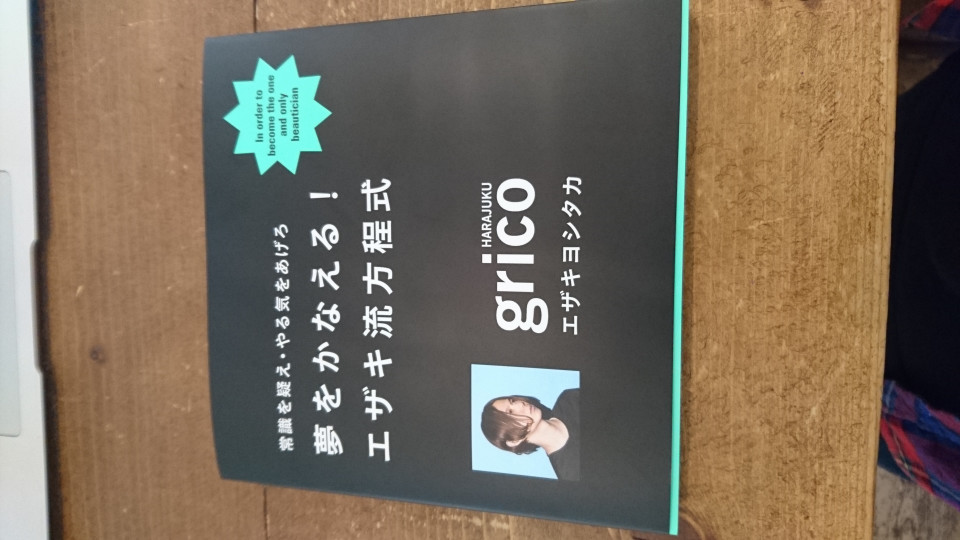 In order to
become the one
and only
beautician
常識を疑え・やる気をあげろ
夢をかなえる！
エザキ流方程式
HARAJUKU
grico
エザキヨシタカ